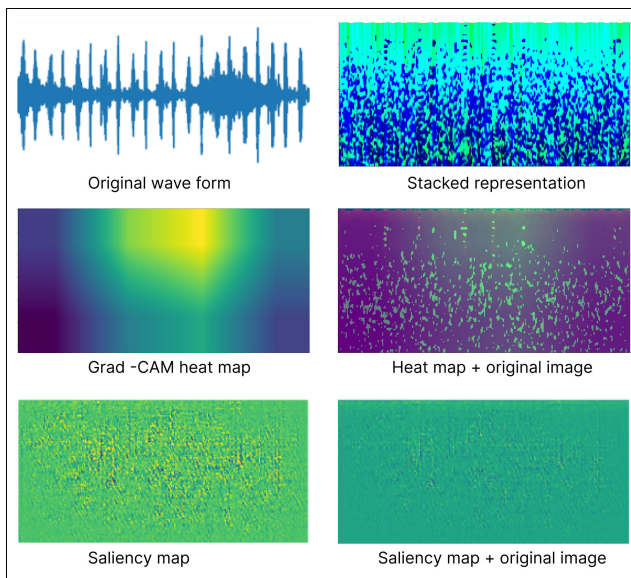 Original wave form
Stacked representation
Grad -CAM heat map
Heat map + original image
Saliency map
Saliency map + original image